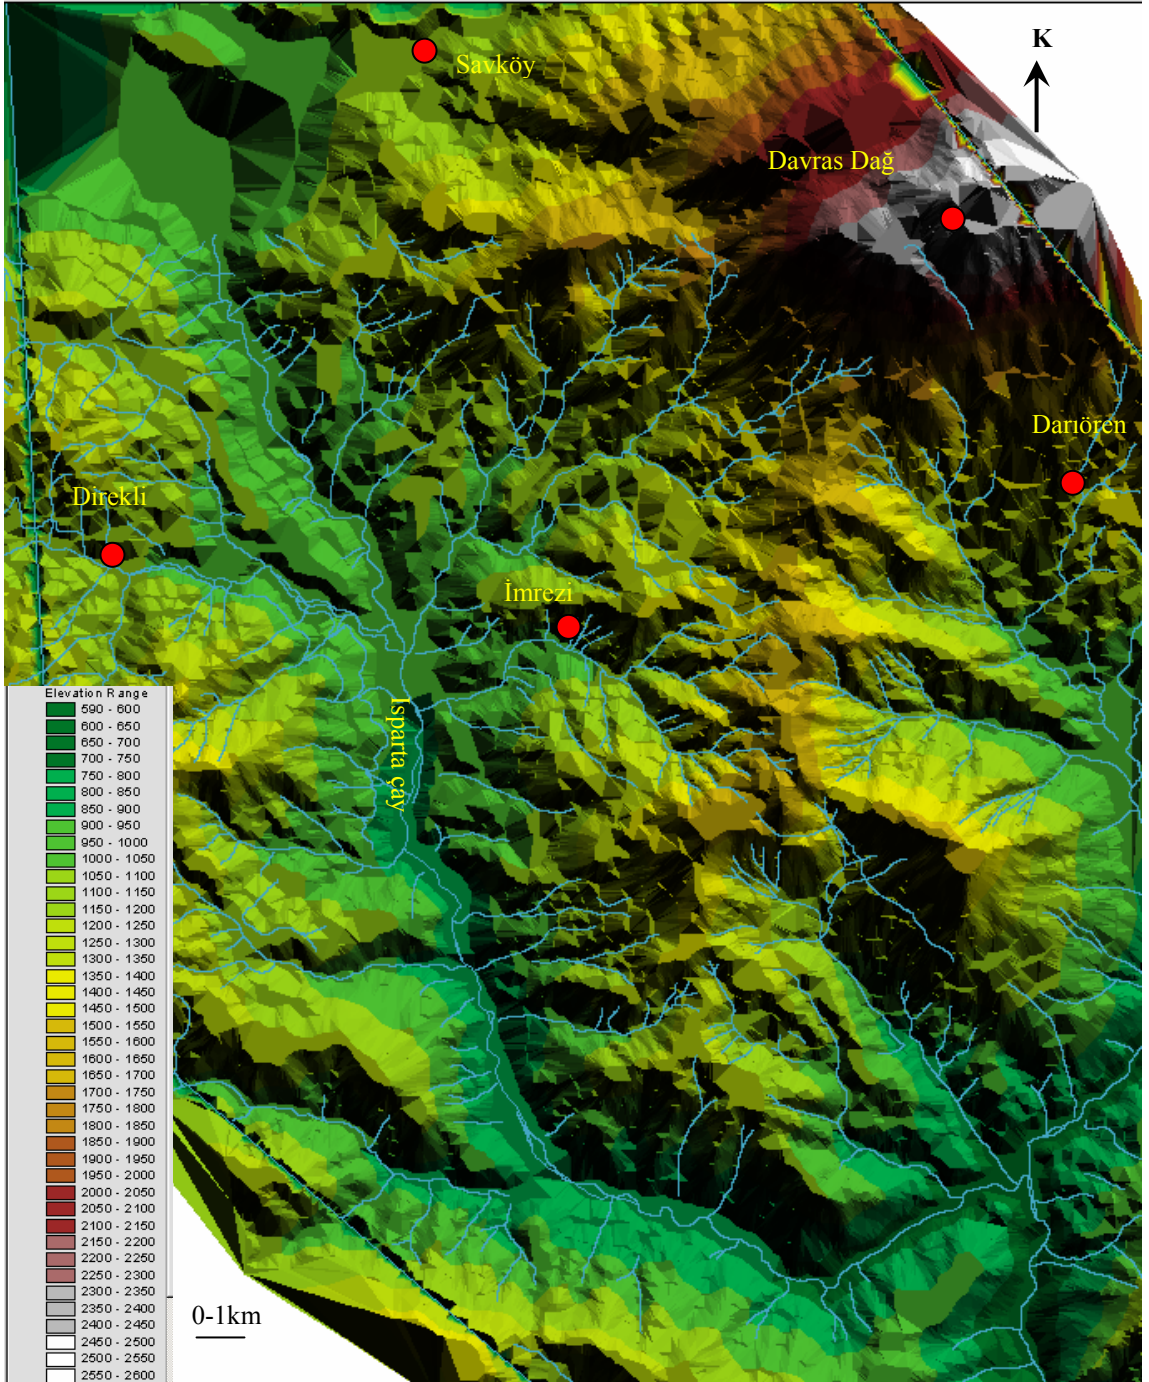 K
Savköy
Davras Dağ
Darıören
Direkli
İmrezi
Isparta çay
Elevation Range
590 - 600
600 - 650
650 - 700
700 - 750
750 - 800
800 - 850
850 - 900
900 - 950
950 - 1000
1000 - 1050
1050 - 1100
1100 - 1150
1150 - 1200
1200 - 1250
1250 - 1300
1300 - 1350
1350 - 1400
1400 - 1450
1450 - 1500
1500 - 1550
1550 - 1600
1600 - 1650
1650 - 1700
1700 - 1750
1750 - 1800
1800 - 1850
1850 - 1900
1900 - 1950
1950 - 2000
2000 - 2050
2050 - 2100
2100 - 2150
2150 - 2200
2200 - 2250
2250 - 2300
2300 - 2350
2350 - 2400
2400 - 2450
2450 - 2500
2500 - 2550
2550 - 2600
0-1km